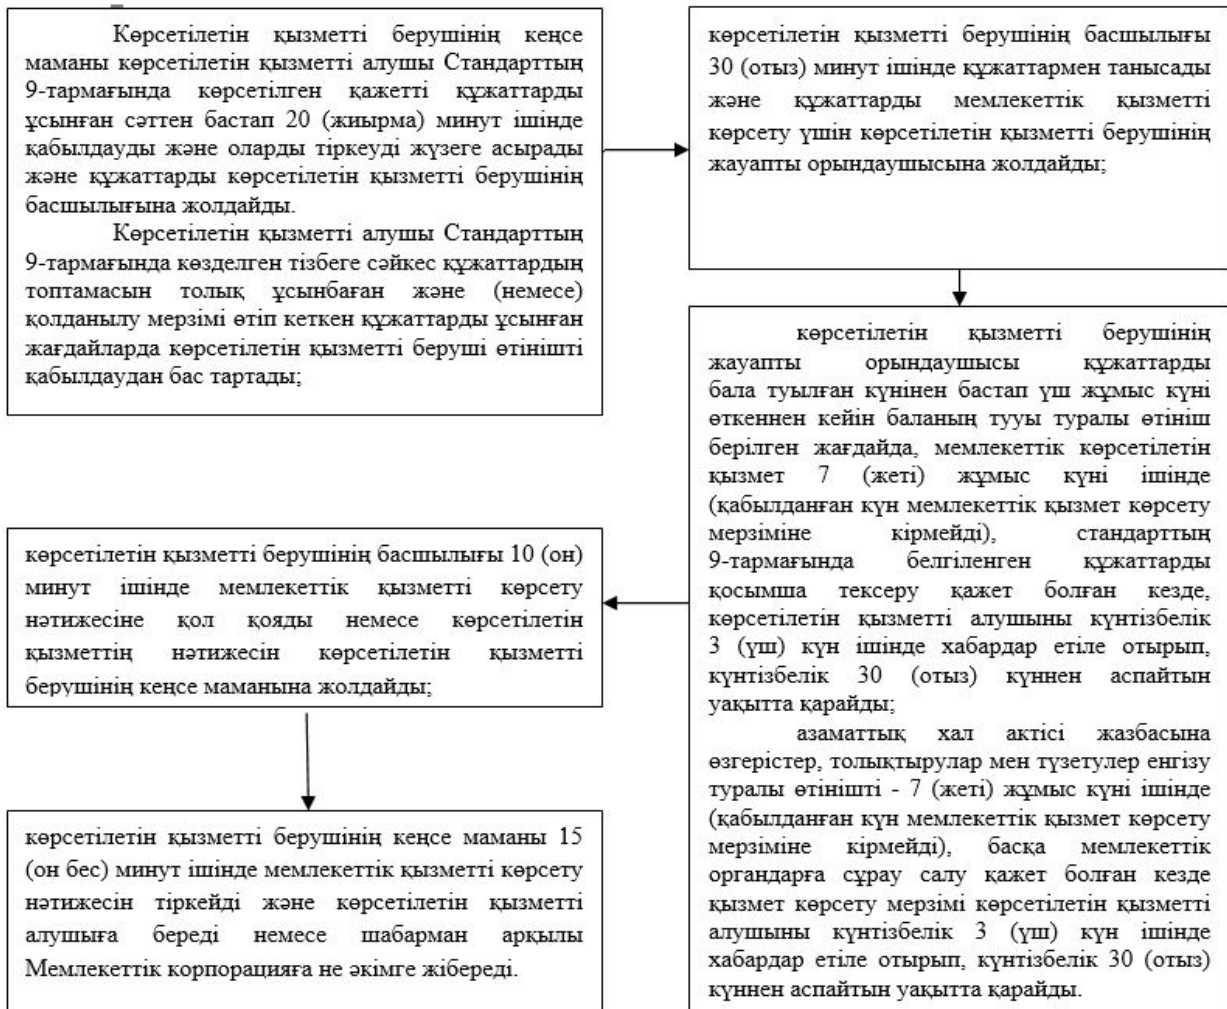 Көрсетілетін қызметті берушінің кеңсе
маманы көрсетілетін қызметті алушы Стандарттың
9-тармағында көрсетілген қажетті құжаттарды
ұсынған сәттен бастап 20 (жиырма) минут ішінде
қабылдауды және оларды тіркеуді жүзеге асырады
және құжаттарды көрсетілетін қызметті берушінің
басшылығына жолдайды.
Көрсетілетін қызметті алушы Стандарттың
9-тармағында көзделген тізбеге сәйкес құжаттардың
топтамасын толық ұсынбаған және (немесе)
қолданылу мерзімі өтіп кеткен құжаттарды ұсынған
жағдайларда көрсетілетін қызметті беруші өтінішті
қабылдаудан бас тартады;
көрсетілетін қызметті берушінің басшылығы
30 (отыз) минут ішінде құжаттармен танысады
және құжаттарды мемлекеттік қызметті
көрсету үшін көрсетілетін қызметті берушінің
жауапты орындаушысына жолдайды;
көрсетілетін қызметті берушінің
жауапты орындаушысы құжаттарды
бала туылған күнінен бастап үш жұмыс күні
өткеннен кейін баланың тууы туралы өтініш
берілген жағдайда, мемлекеттік көрсетілетін
қызмет 7 (жеті) жұмыс күні ішінде
(қабылданған күн мемлекеттік қызмет көрсету
мерзіміне кірмейді), стандарттың
9-тармағында белгіленген құжаттарды
қосымша тексеру қажет болған кезде,
көрсетілетін қызметті алушыны күнтізбелік
3 (үш) күн ішінде хабардар етіле отырып,
күнтізбелік 30 (отыз) күннен аспайтын
уақытта қарайды;
азаматтық хал актісі жазбасына
өзгерістер, толықтырулар мен түзетулер енгізу
туралы өтінішті - 7 (жеті) жұмыс күні ішінде
(қабылданған күн мемлекеттік қызмет көрсету
мерзіміне кірмейді), басқа мемлекеттік
органдарға сұрау салу қажет болған кезде
қызмет көрсету мерзімі көрсетілетін қызметті
алушыны күнтізбелік 3 (үш) күн ішінде
хабардар етіле отырып, күнтізбелік 30 (отыз)
күннен аспайтын уақытта қарайды.
көрсетілетін қызметті берушінің басшылығы 10 (он)
минут ішінде мемлекеттік қызметті көрсету
нәтижесіне қол қояды немесе көрсетілетін
қызметтің нәтижесін көрсетілетін қызметті
берушінің кеңсе маманына жолдайды;
көрсетілетін қызметті берушінің кеңсе маманы 15
(он бес) минут ішінде мемлекеттік қызметті көрсету
нәтижесін тіркейді және көрсетілетін қызметті
алушыға береді немесе шабарман арқылы
Мемлекеттік корпорацияға не әкімге жібереді.